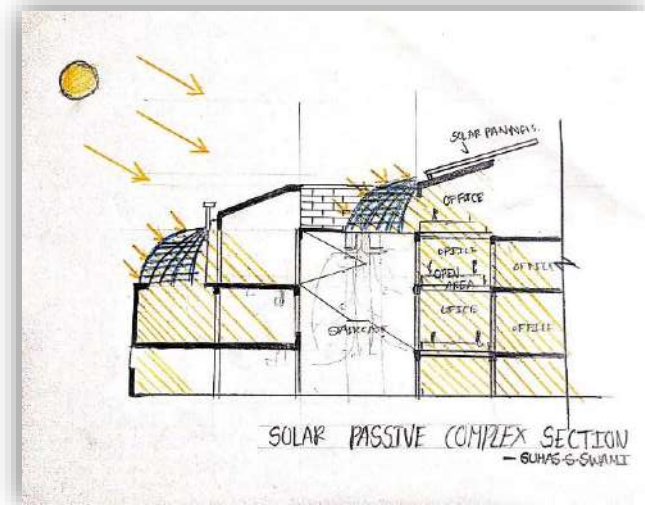 SOLAR PANNELS.
OFFICE
OFFICE
OPEN
AREA
OFFICE
OFFICE
OFFICE
STAIRCASE
SOLAR PASSIVE COMPLEX SECTION
- SUHAS-S-SWAMI